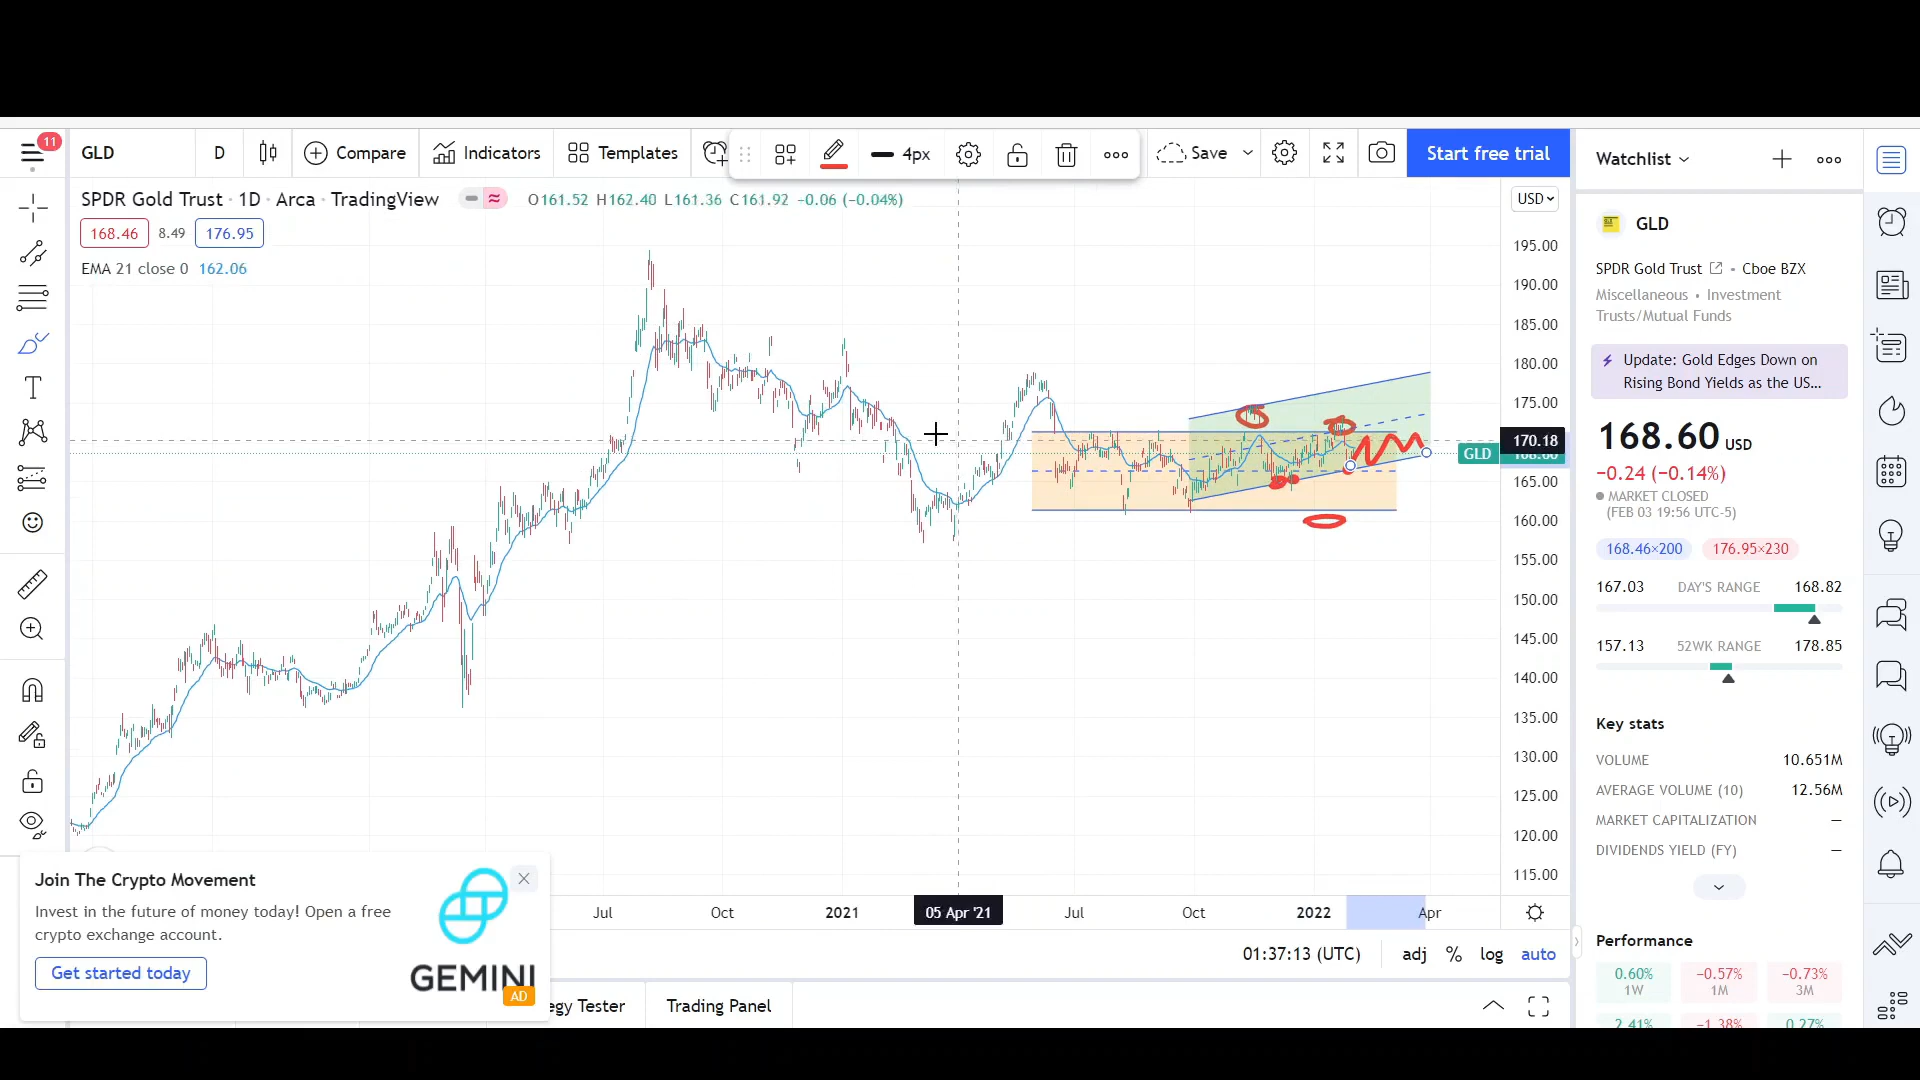 11
GLD
D
Compare
Indicators
Templates
4px
Save
Start free trial
Watchlist
SPDR Gold Trust · 1D · Arca · TradingView
O161.52 H162.40 L161.36 C161.92 −0.06 (−0.04%)
168.46 8.49 176.95
EMA 21 close 0 162.06
USD
195.00
190.00
185.00
180.00
175.00
170.18
GLD
165.00
160.00
155.00
150.00
145.00
140.00
135.00
130.00
125.00
120.00
115.00
Jul
Oct
2021
05 Apr '21
Jul
Oct
2022
Apr
01:37:13 (UTC)
adj
%
log
auto
Join The Crypto Movement
Invest in the future of money today! Open a free
crypto exchange account.
Get started today
GEMINI
AD
egy Tester
Trading Panel
GLD
SPDR Gold Trust
Cboe BZX
Miscellaneous • Investment
Trusts/Mutual Funds
Update: Gold Edges Down on
Rising Bond Yields as the US...
168.60 USD
−0.24 (−0.14%)
MARKET CLOSED
(FEB 03 19:56 UTC-5)
168.46×200
176.95×230
167.03 DAY'S RANGE 168.82
157.13 52WK RANGE 178.85
Key stats
VOLUME 10.651M
AVERAGE VOLUME (10) 12.56M
MARKET CAPITALIZATION —
DIVIDENDS YIELD (FY) —
Performance
0.60% −0.57% −0.73%
1W 1M 3M
2.41% −1.38% 0.27%